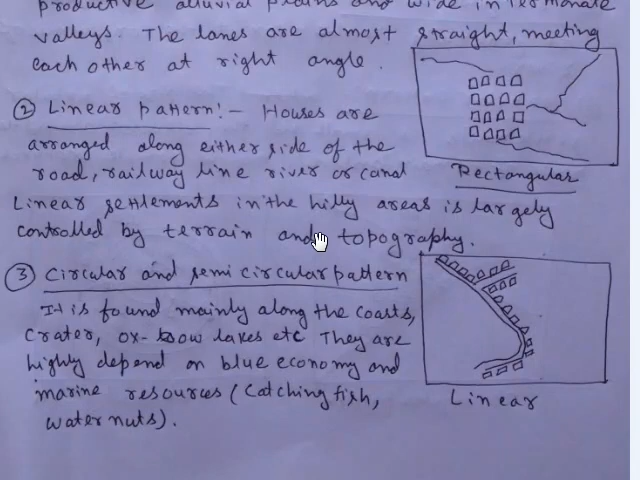 productive alluvial plains and wide intermontane
valleys. The lanes are almost straight, meeting
each other at right angle.
② Linear pattern:- Houses are
arranged along either side of the
road, railway line river or canal
Rectangular
Linear settlements in the hilly areas is largely
controlled by terrain and topography.
③ Circular and semi circular pattern
It is found mainly along the coasts,
Crater, ox-bow lakes etc They are
highly depend on blue economy and
marine resources (Catching fish,
water nuts).
Linear